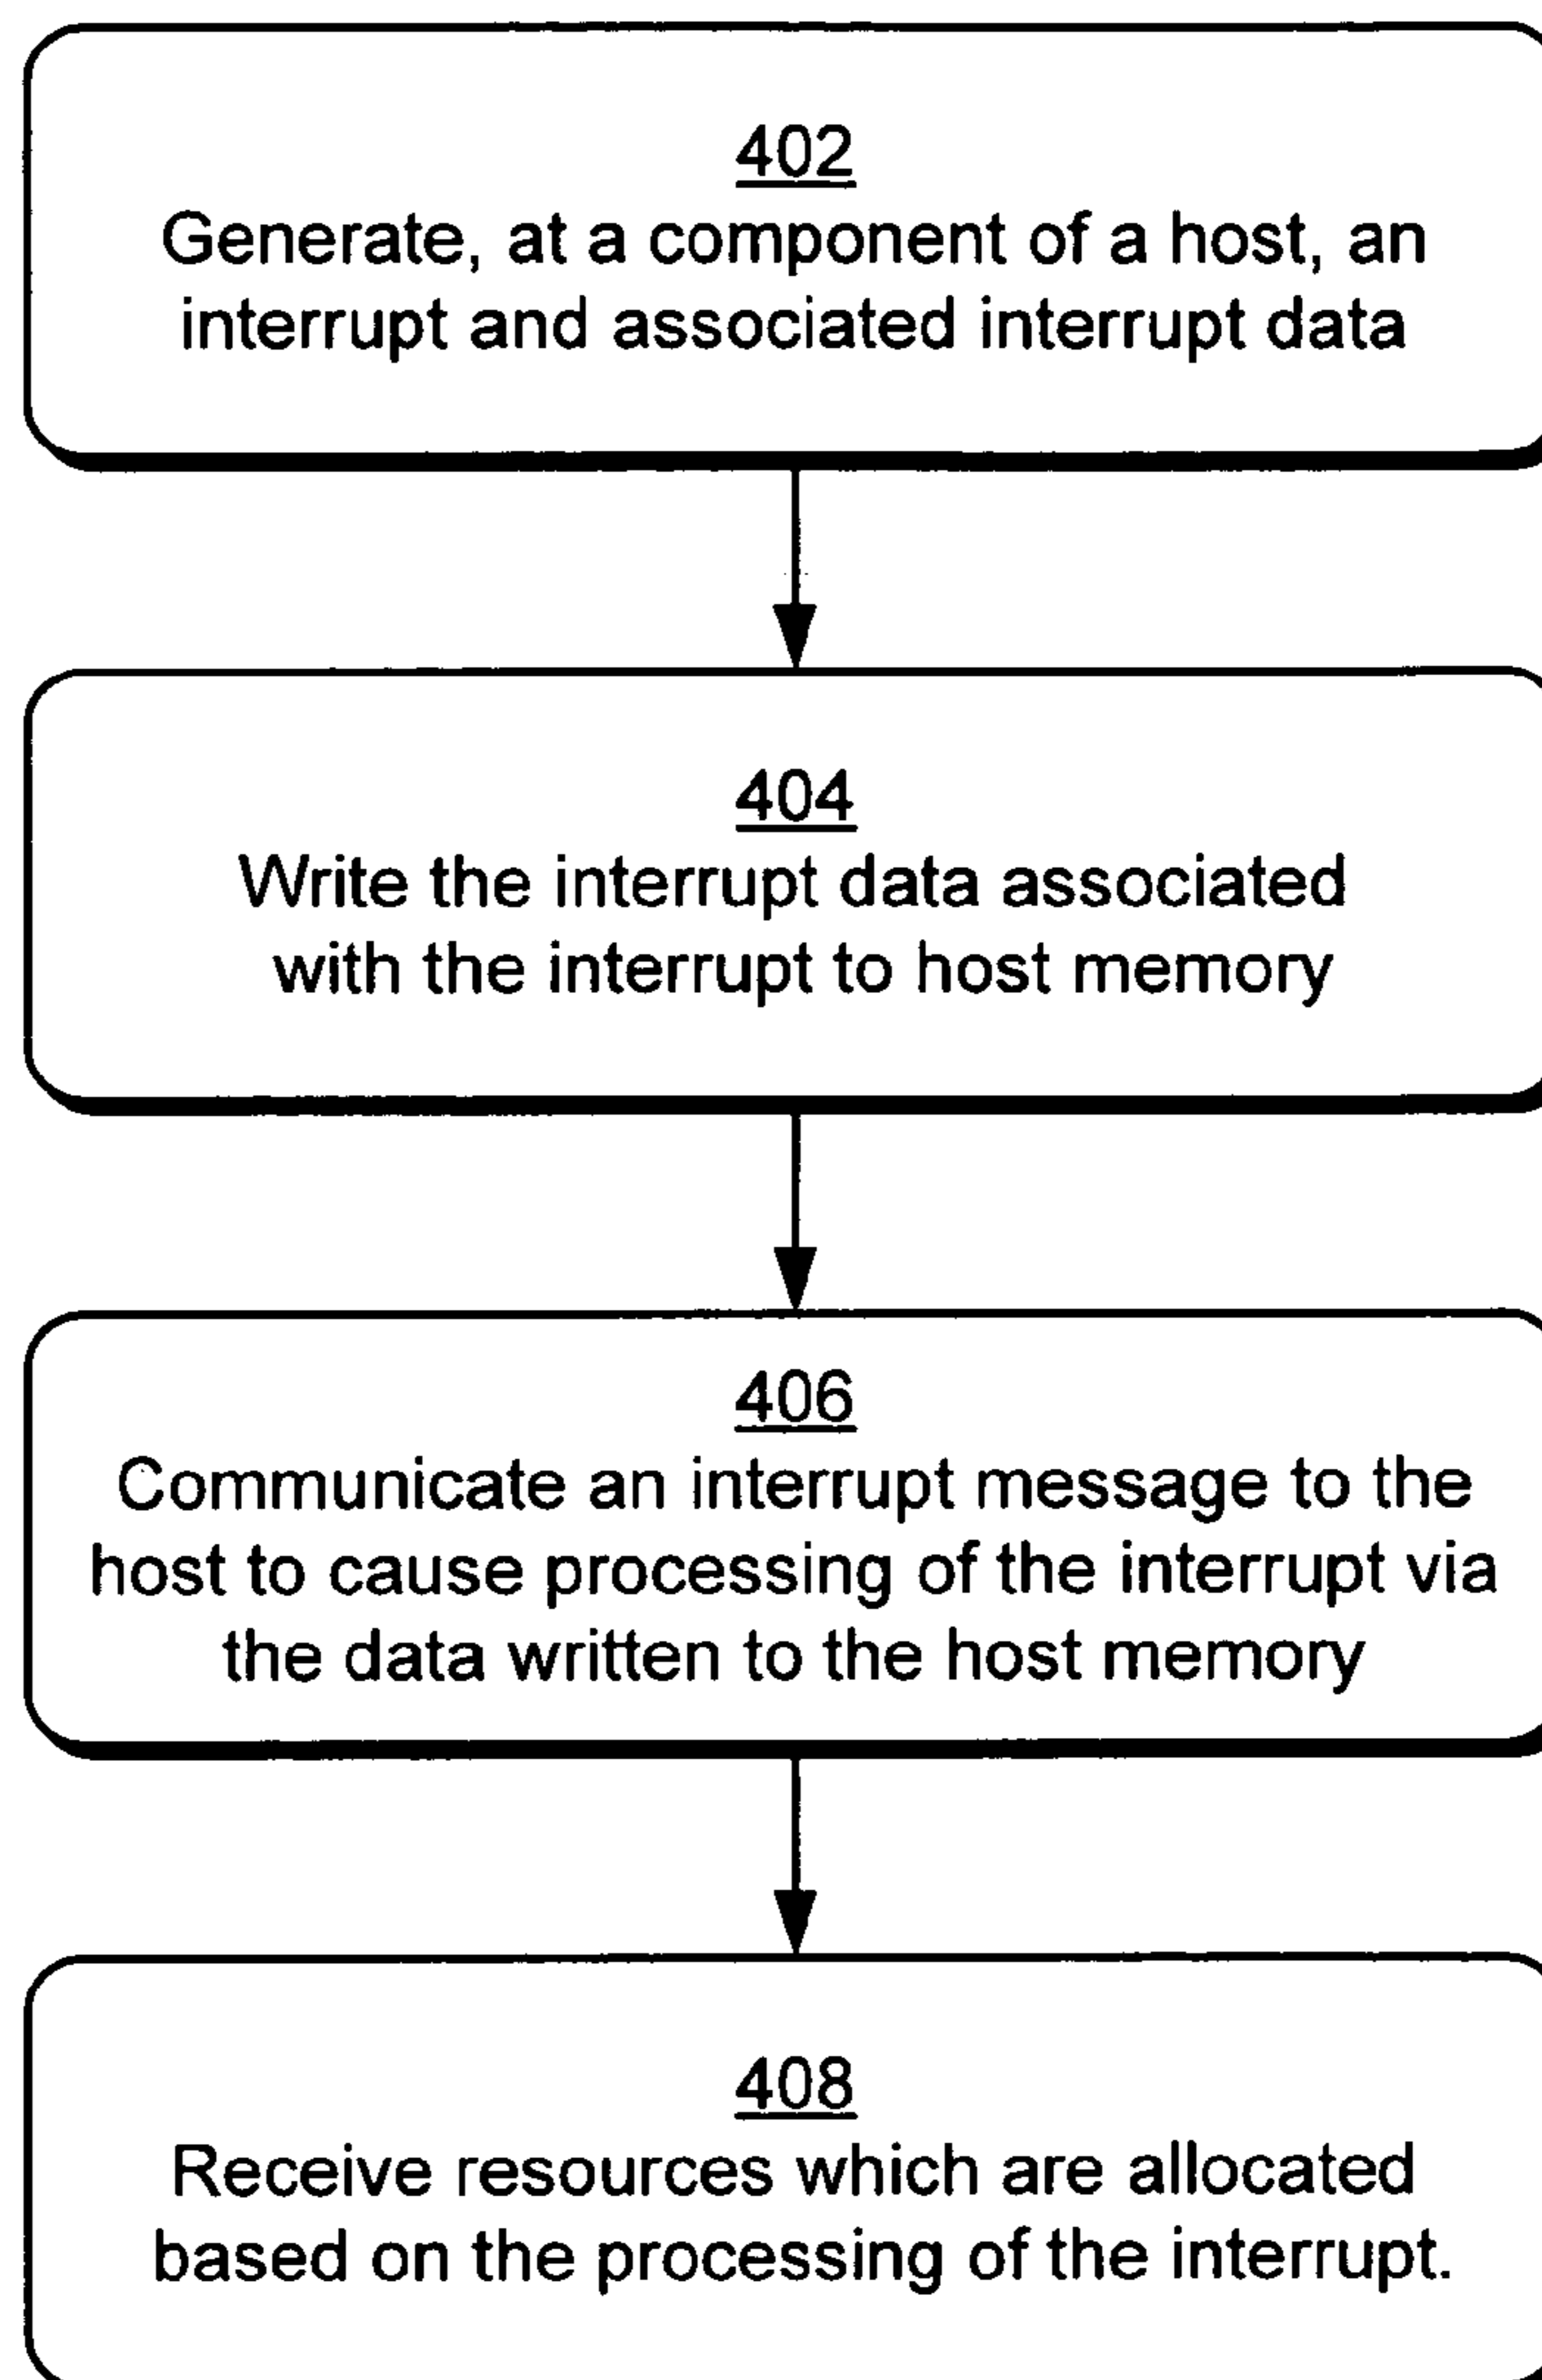 402
Generate, at a component of a host, an
interrupt and associated interrupt data
404
Write the interrupt data associated
with the interrupt to host memory
406
Communicate an interrupt message to the
host to cause processing of the interrupt via
the data written to the host memory
408
Receive resources which are allocated
based on the processing of the interrupt.